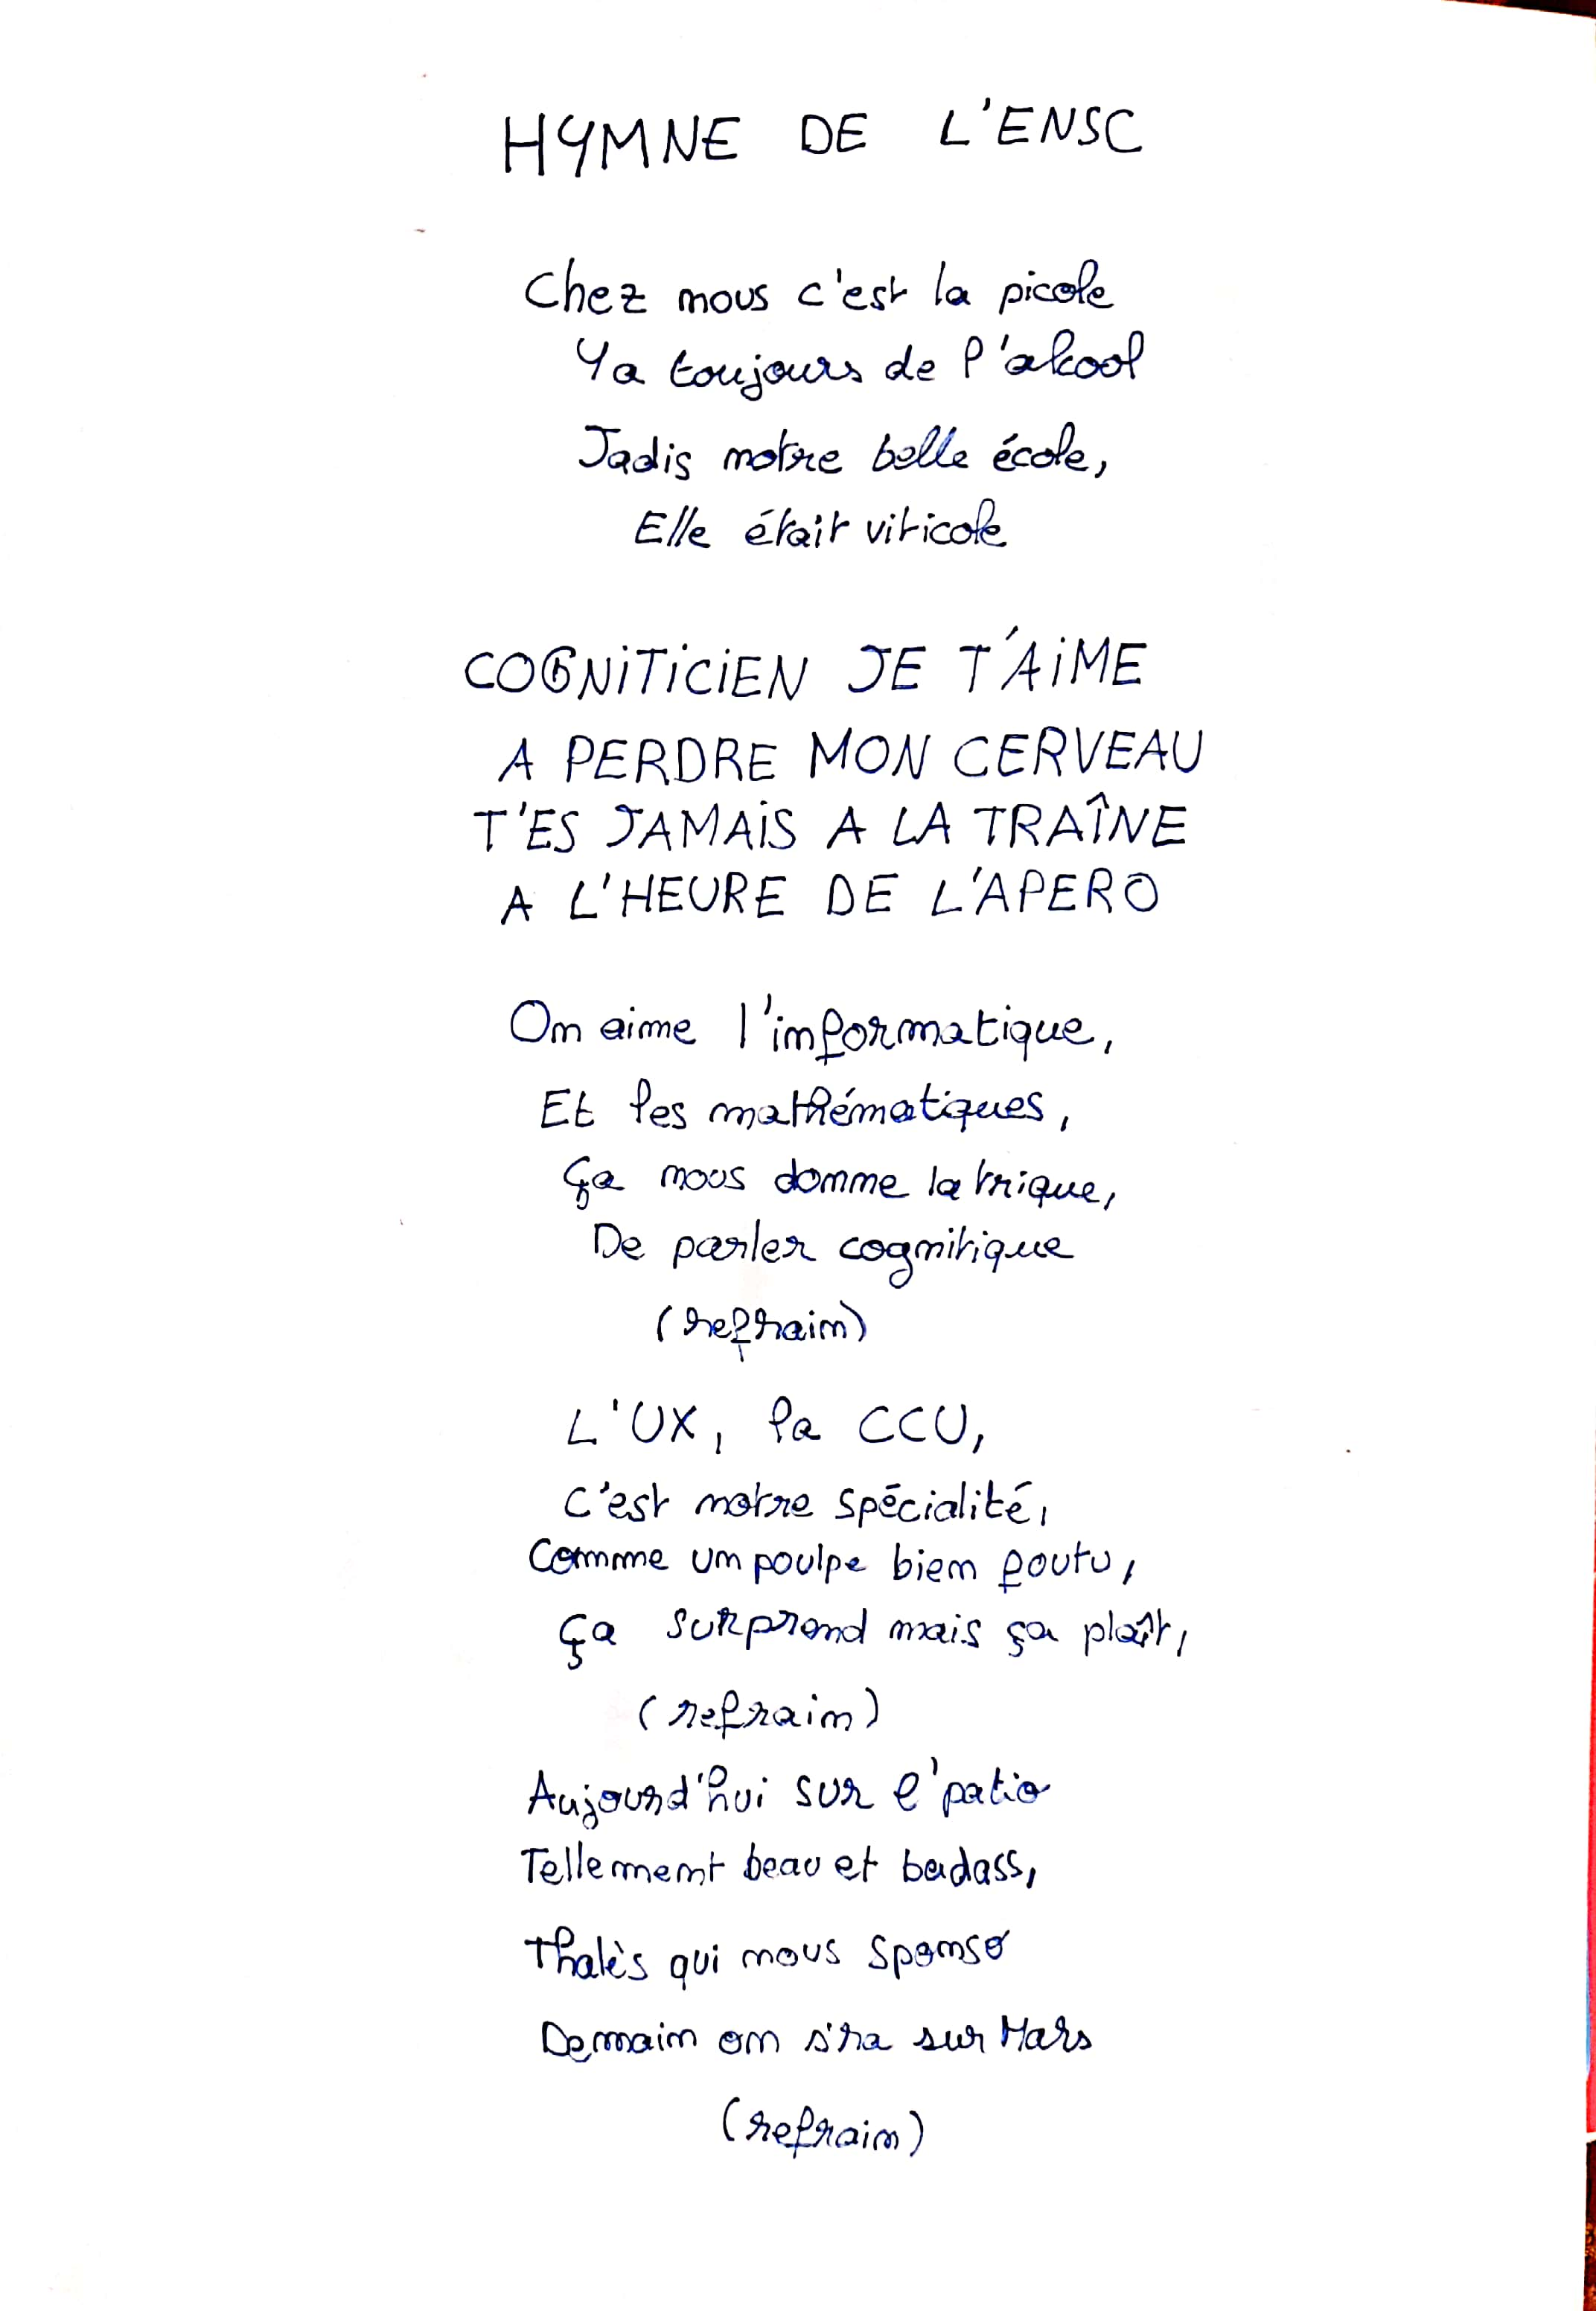 HYMNE DE L'ENSC
Chez nous c'est la picole
Ya toujours de l'alcool
Jadis notre belle école,
Elle était viticole
COGNITICIEN JE T'AIME
A PERDRE MON CERVEAU
T'ES JAMAIS A LA TRAÎNE
A L'HEURE DE L'APERO
On aime l'informatique,
Et les mathématiques,
Ça nous donne la trique,
De parler cognitique
(refrain)
L'UX, la CCU,
C'est notre spécialité,
Comme un poulpe bien foutu,
Ça surprend mais ça plaît,
(refrain)
Aujourd'hui sur l'patio
Tellement beau et badass,
Thalès qui nous sponso
Demain on s'ra sur Mars
(refrain)